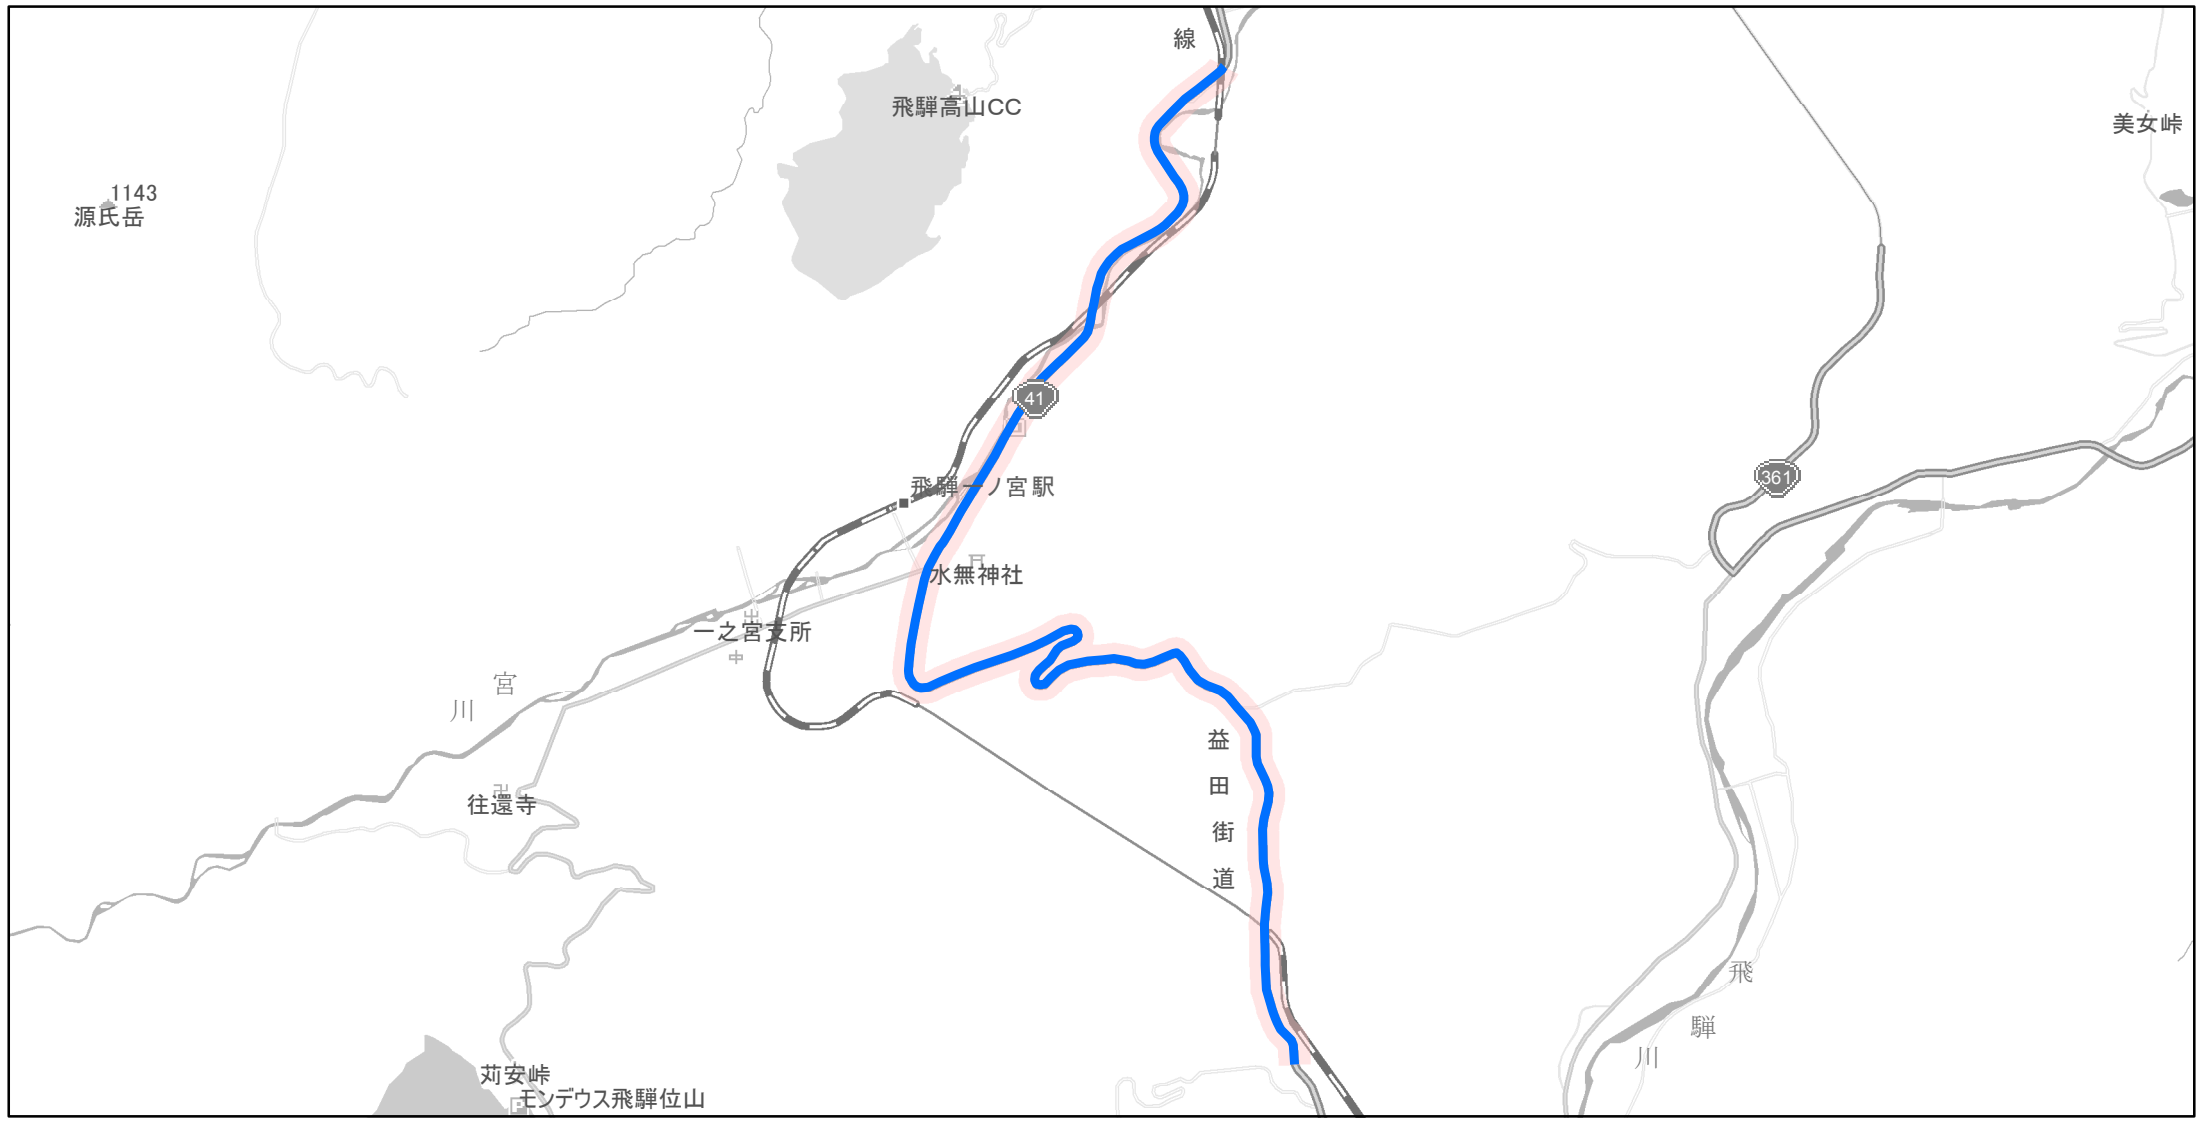 線
飛騨高山CC
美女峠
1143
源氏岳
41
361
飛騨一ノ宮駅
水無神社
一之宮支所
宮川
益田街道
往還寺
飛騨川
苅安峠
モンデウス飛騨位山